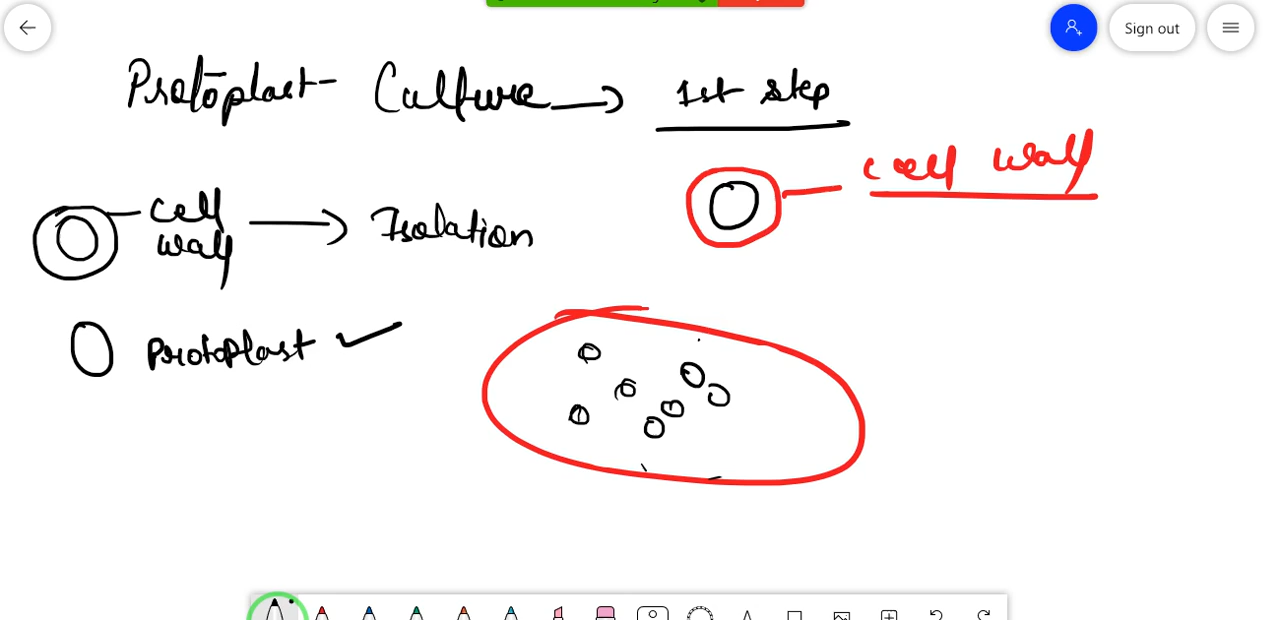 Sign out
Protoplast- Culture → 1st step
cell wall
cell wall → Isolation
protoplast ✓